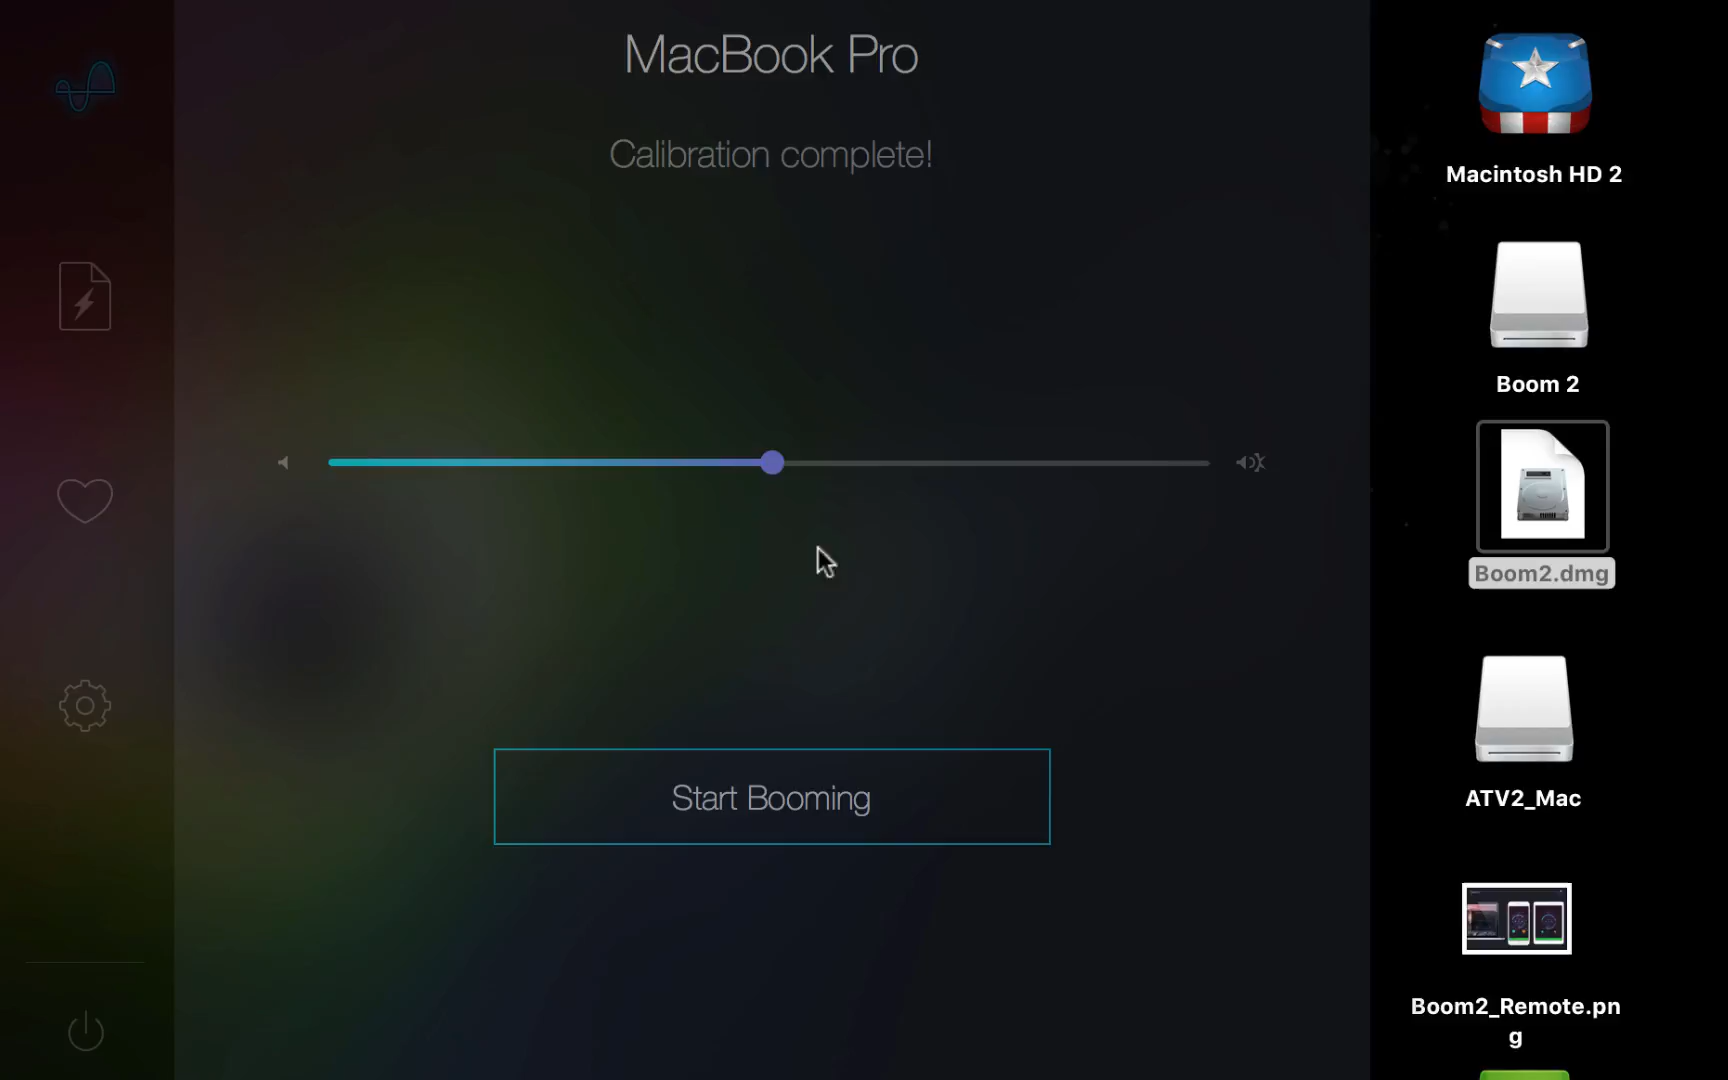 MacBook Pro
Calibration complete!
Start Booming
Macintosh HD 2
Boom 2
Boom2.dmg
ATV2_Mac
Boom2_Remote.pn
g